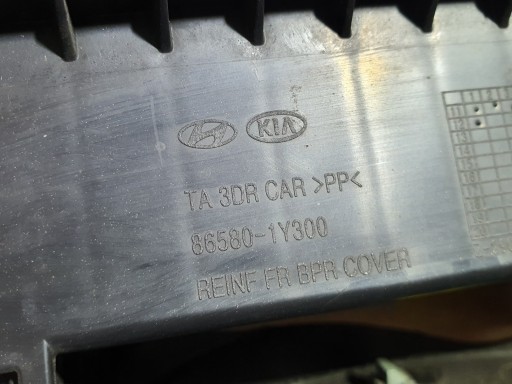 KIA
TA 3DR CAR >PP<
86580-1Y300
REINF FR BPR COVER